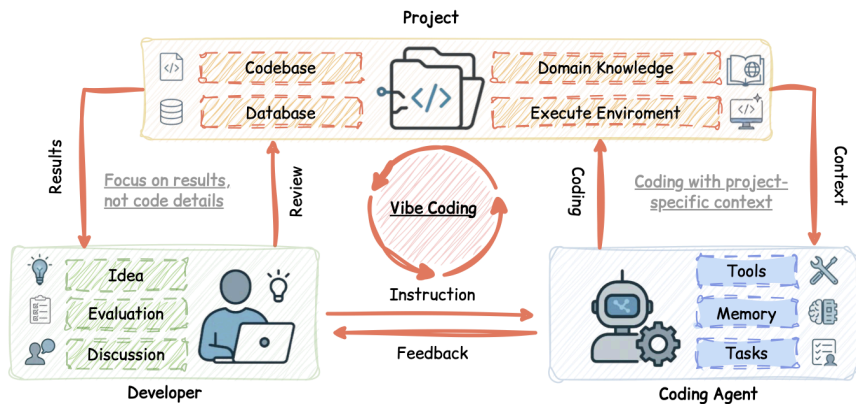 Project
Codebase
Domain Knowledge
Database
Execute Enviroment
Results
Focus on results,
not code details
Review
Vibe Coding
Coding
Coding with project-
specific context
Context
Idea
Evaluation
Discussion
Instruction
Feedback
Tools
Memory
Tasks
Developer
Coding Agent